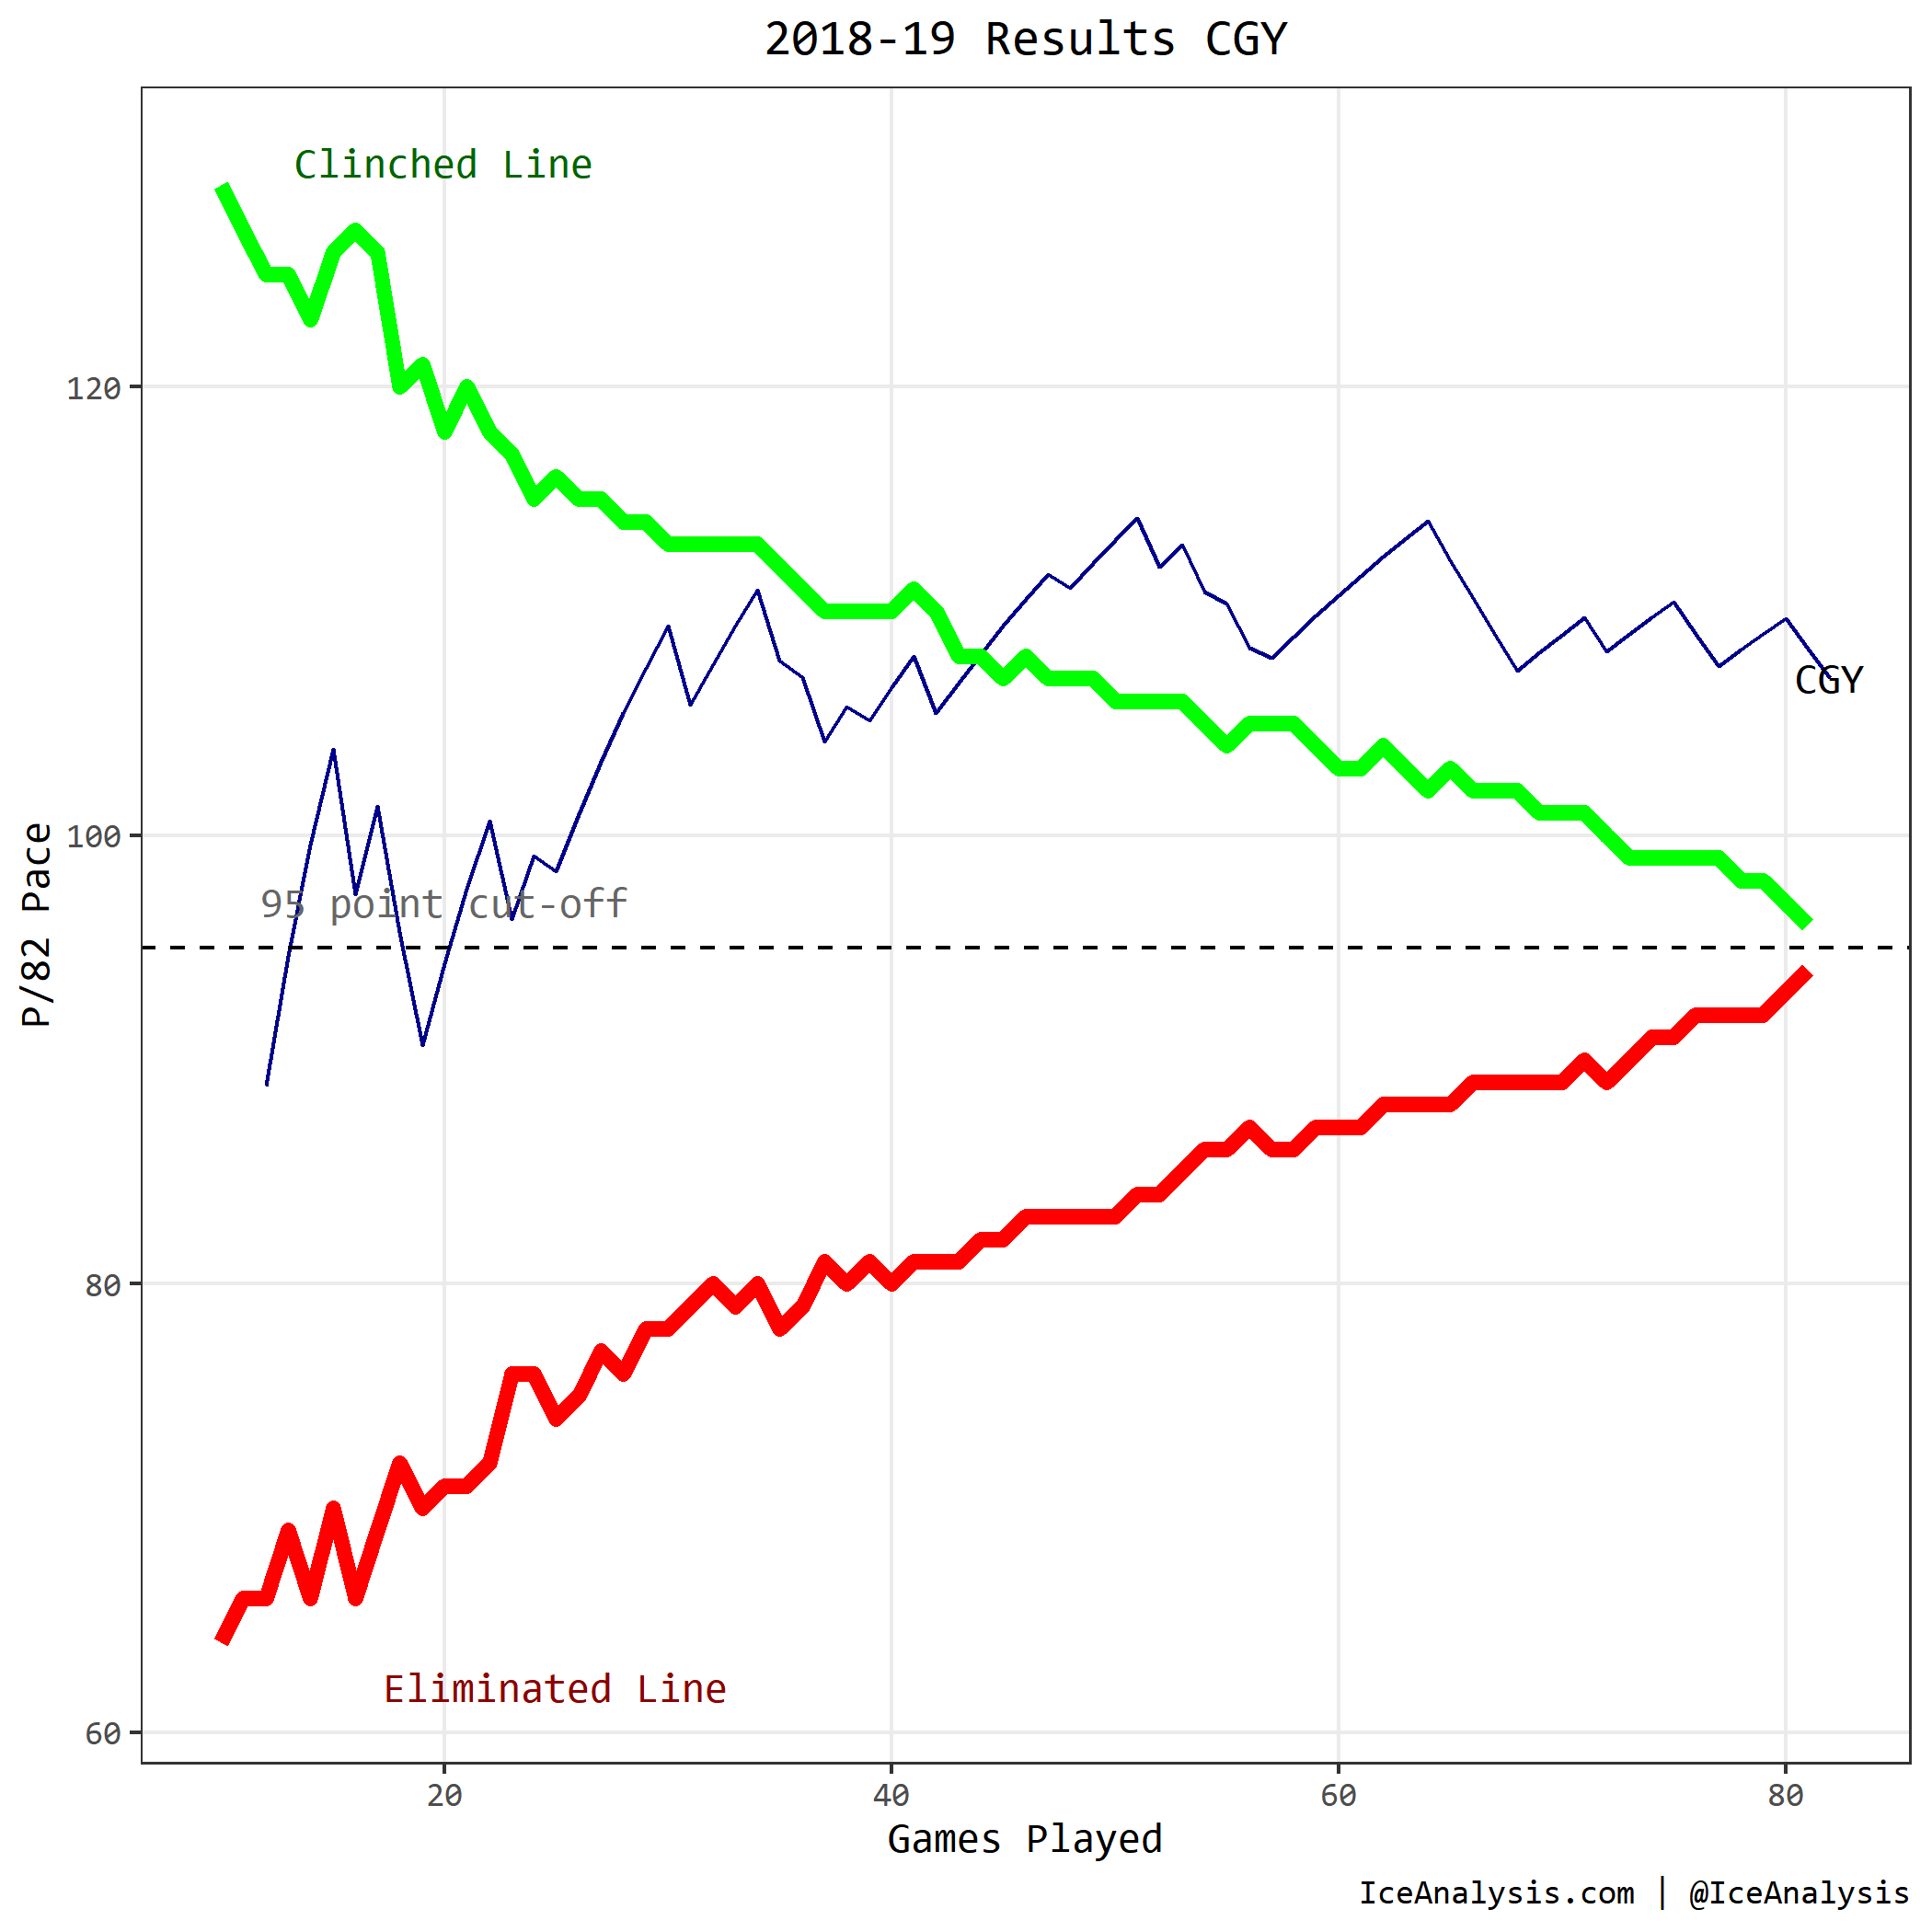 2018-19 Results CGY
Clinched Line
120
CGY
100
95 point cut-off
P/82 Pace
80
Eliminated Line
60
20 40 60 80
Games Played
IceAnalysis.com | @IceAnalysis